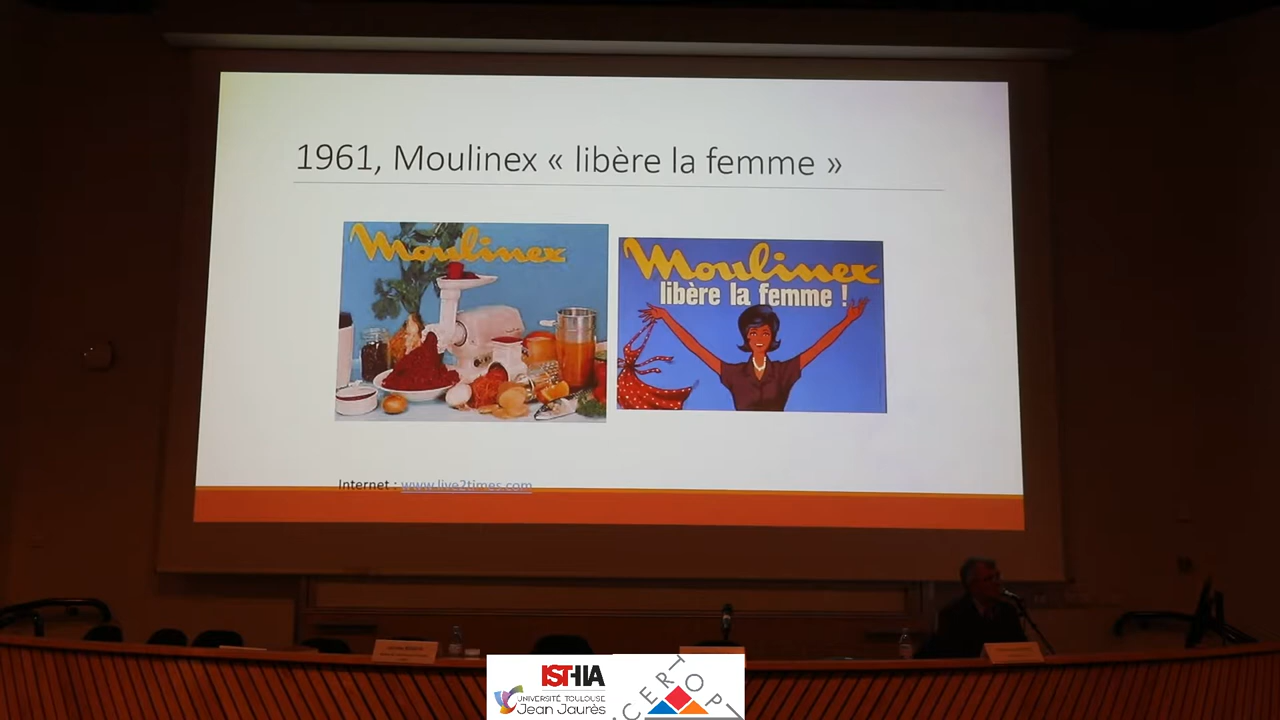 1961, Moulinex « libère la femme »
Moulinex
Moulinex
libère la femme !
Internet : www.live2times.com
ISTHIA
UNIVERSITÉ TOULOUSE
Jean Jaurès
CERTOP